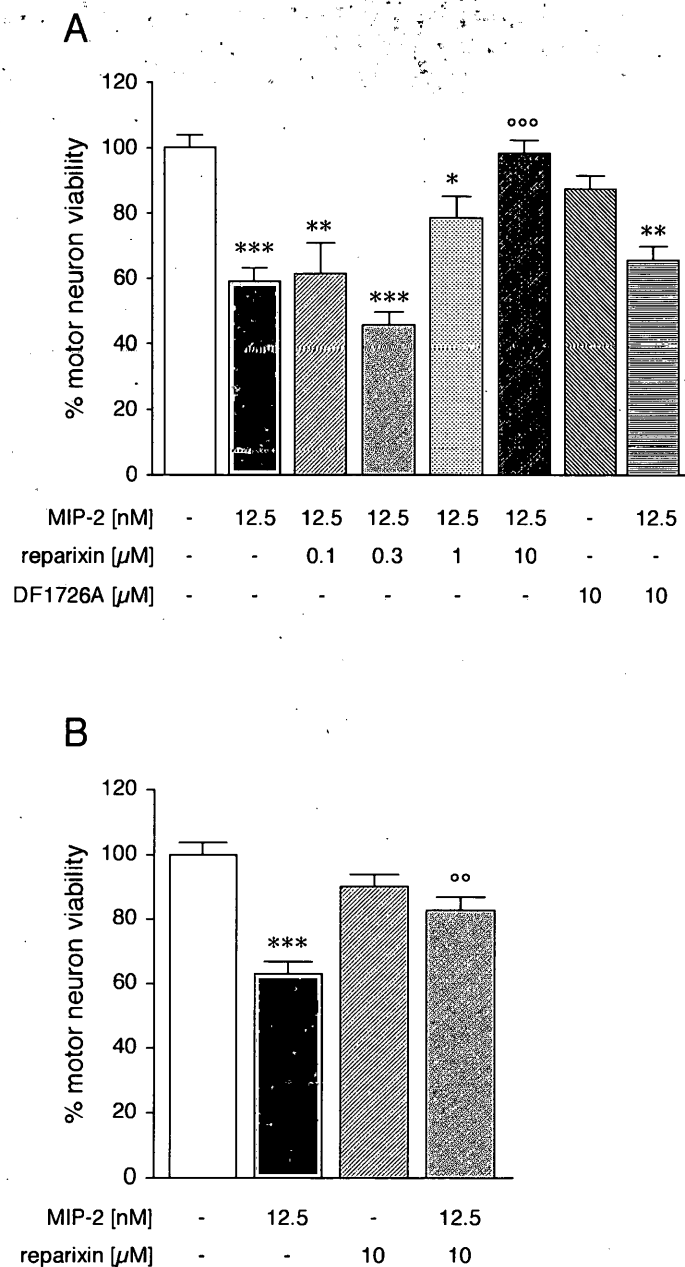 A
120
100
80
60
40
20
0
% motor neuron viability
*** ** *** * °°° **
MIP-2 [nM] - 12.5 12.5 12.5 12.5 12.5 - 12.5
reparixin [µM] - - 0.1 0.3 1 10 - -
DF1726A [µM] - - - - - - 10 10
B
120
100
80
60
40
20
0
% motor neuron viability
*** °°
MIP-2 [nM] - 12.5 - 12.5
reparixin [µM] - - 10 10